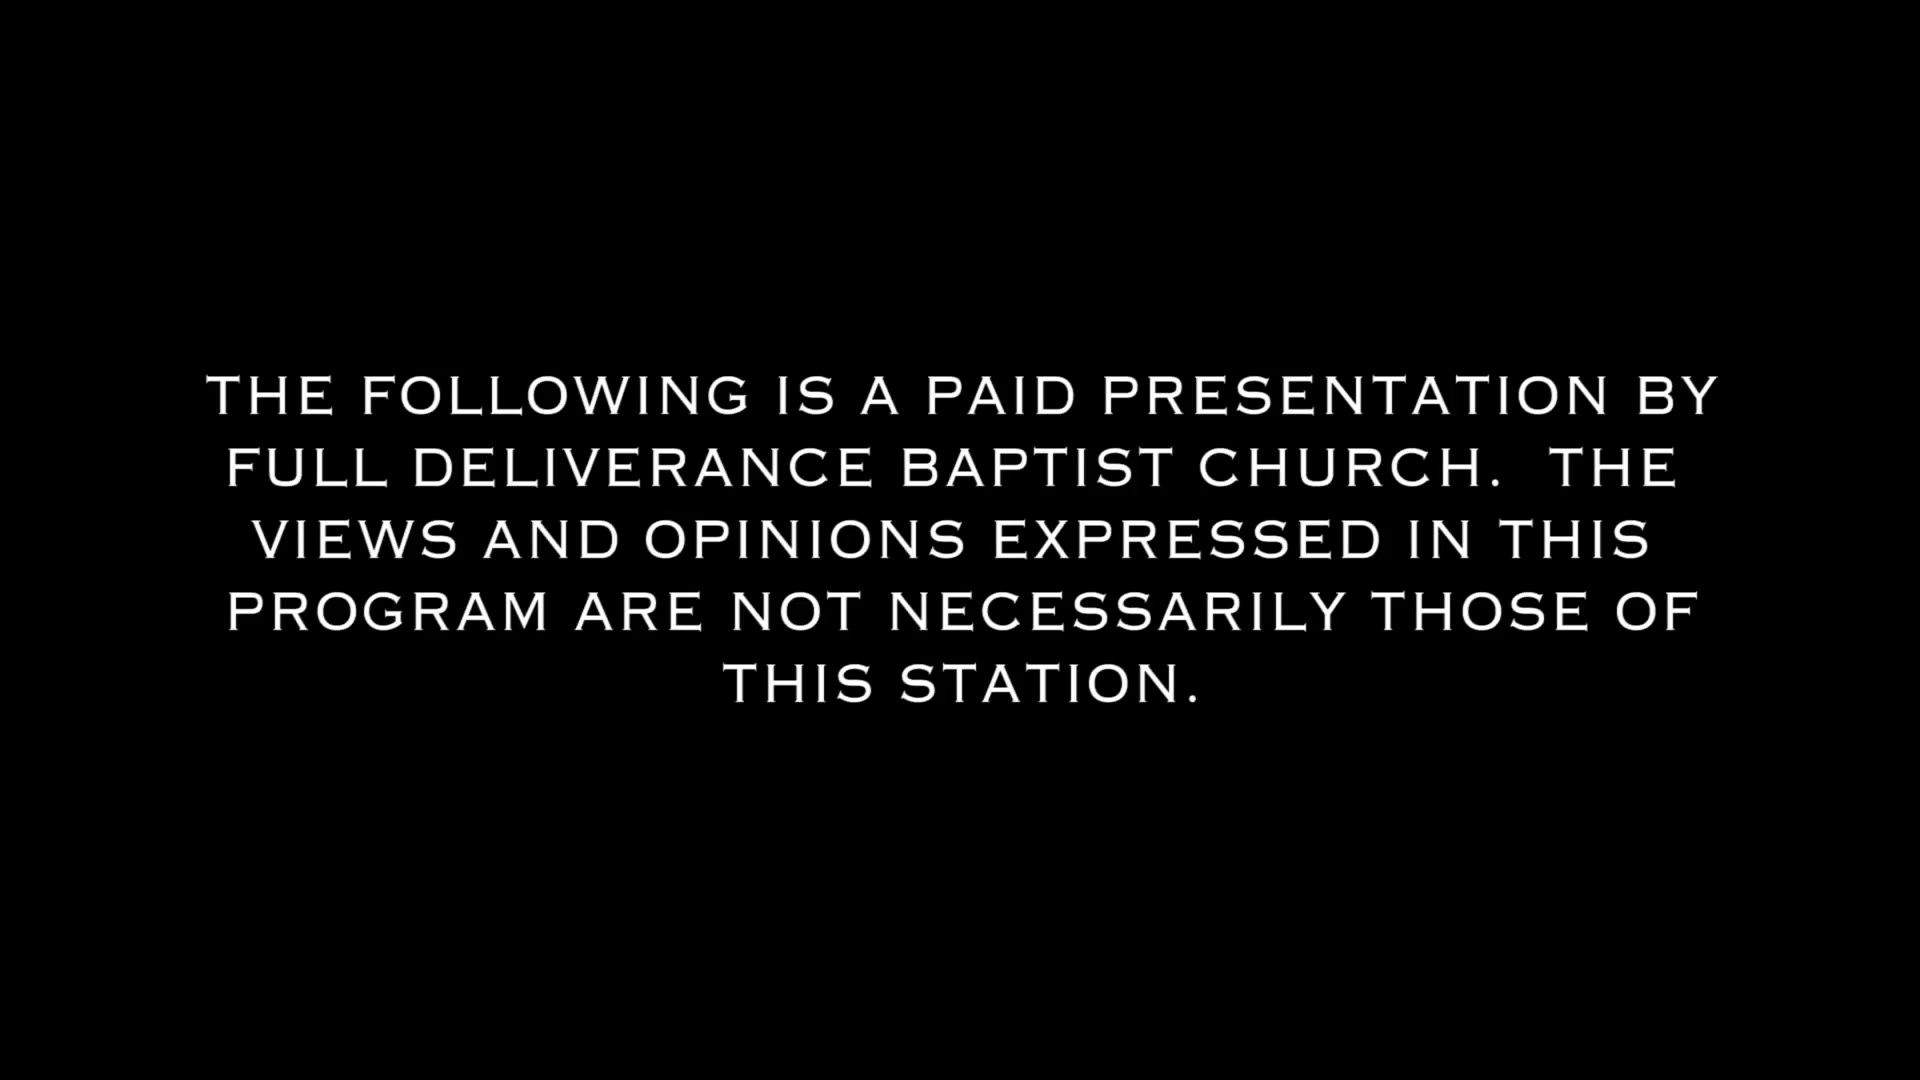 THE FOLLOWING IS A PAID PRESENTATION BY
FULL DELIVERANCE BAPTIST CHURCH.  THE
VIEWS AND OPINIONS EXPRESSED IN THIS
PROGRAM ARE NOT NECESSARILY THOSE OF
THIS STATION.